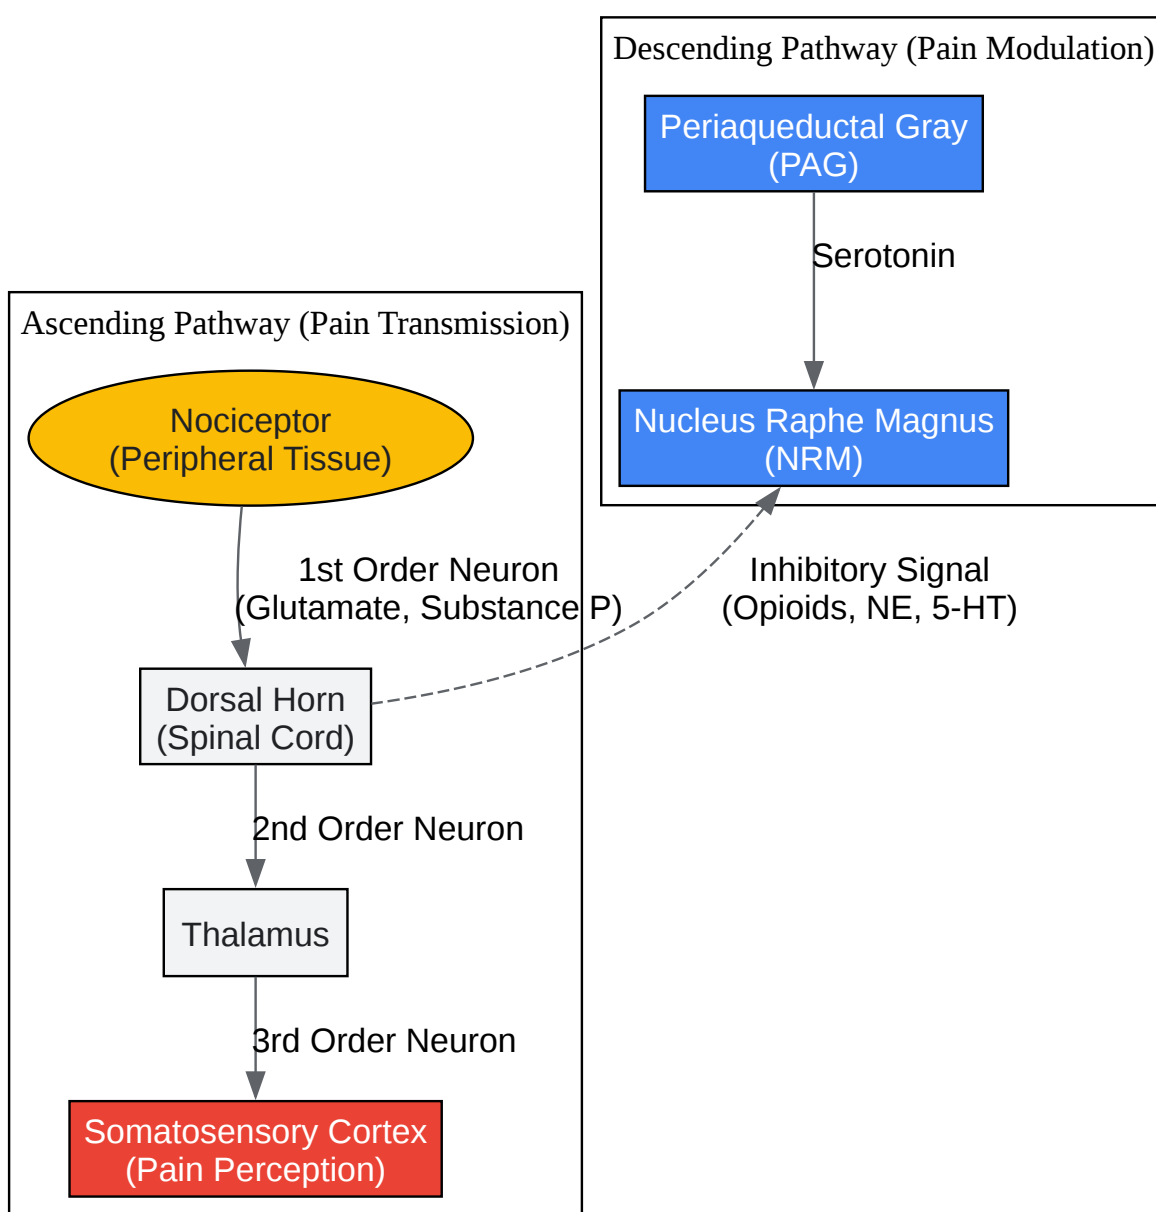 Descending Pathway (Pain Modulation)
Periaqueductal Gray
(PAG)
Serotonin
Nucleus Raphe Magnus
(NRM)
Ascending Pathway (Pain Transmission)
Nociceptor
(Peripheral Tissue)
1st Order Neuron
(Glutamate, Substance P)
Inhibitory Signal
(Opioids, NE, 5-HT)
Dorsal Horn
(Spinal Cord)
2nd Order Neuron
Thalamus
3rd Order Neuron
Somatosensory Cortex
(Pain Perception)